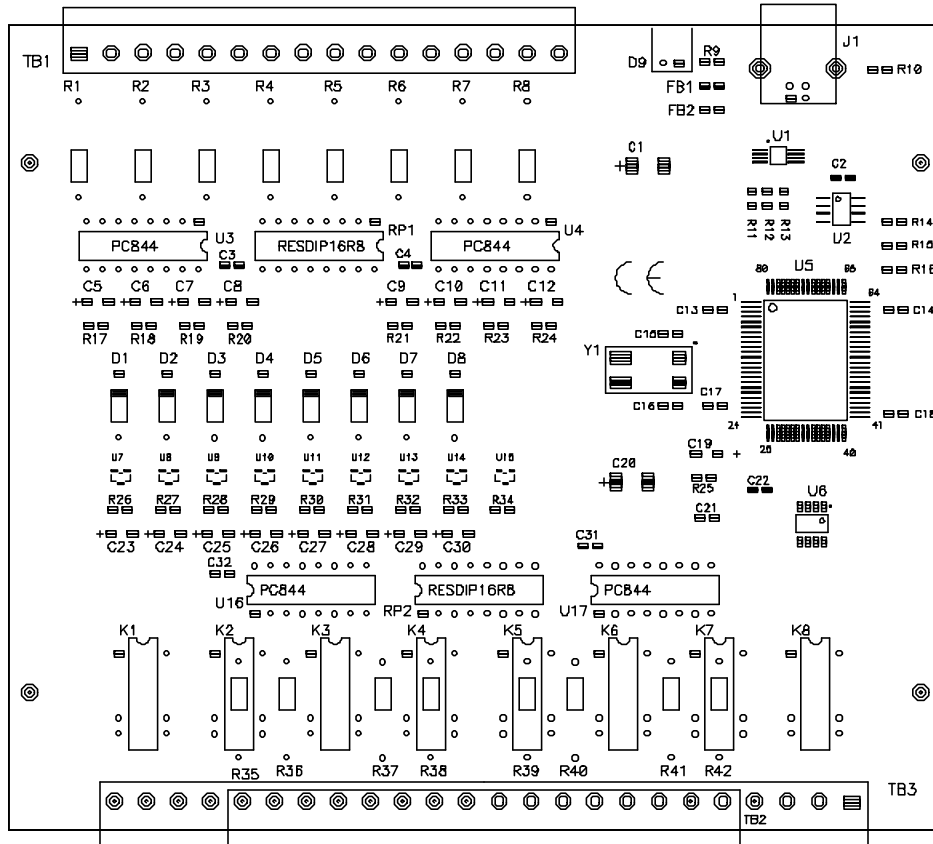 TB1 D9 R9 J1
R10
R1 R2 R3 R4 R5 R6 R7 R8 FB1
FB2
C1 U1
C2
R11 R12 R13 U2 R14
PC844 U3 RESDIP16R8 RP1 PC844 U4
R15
C3 C4 80 U5 65 R16
C5 C6 C7 C8 C9 C10 C11 C12 1 64
C13 C14
R17 R18 R19 R20 R21 R22 R23 R24 C15
Y1
D1 D2 D3 D4 D5 D6 D7 D8
C16 C17
24 25 40 41 C18
U7 U8 U9 U10 U11 U12 U13 U14 U15
C19
C20
R25 C22 U6
R26 R27 R28 R29 R30 R31 R32 R33 R34
C21
C23 C24 C25 C26 C27 C28 C29 C30 C31
C32
U16 PC844 RP2 RESDIP16R8 U17 PC844
K1 K2 K3 K4 K5 K6 K7 K8
R35 R36 R37 R38 R39 R40 R41 R42
TB3
TB2